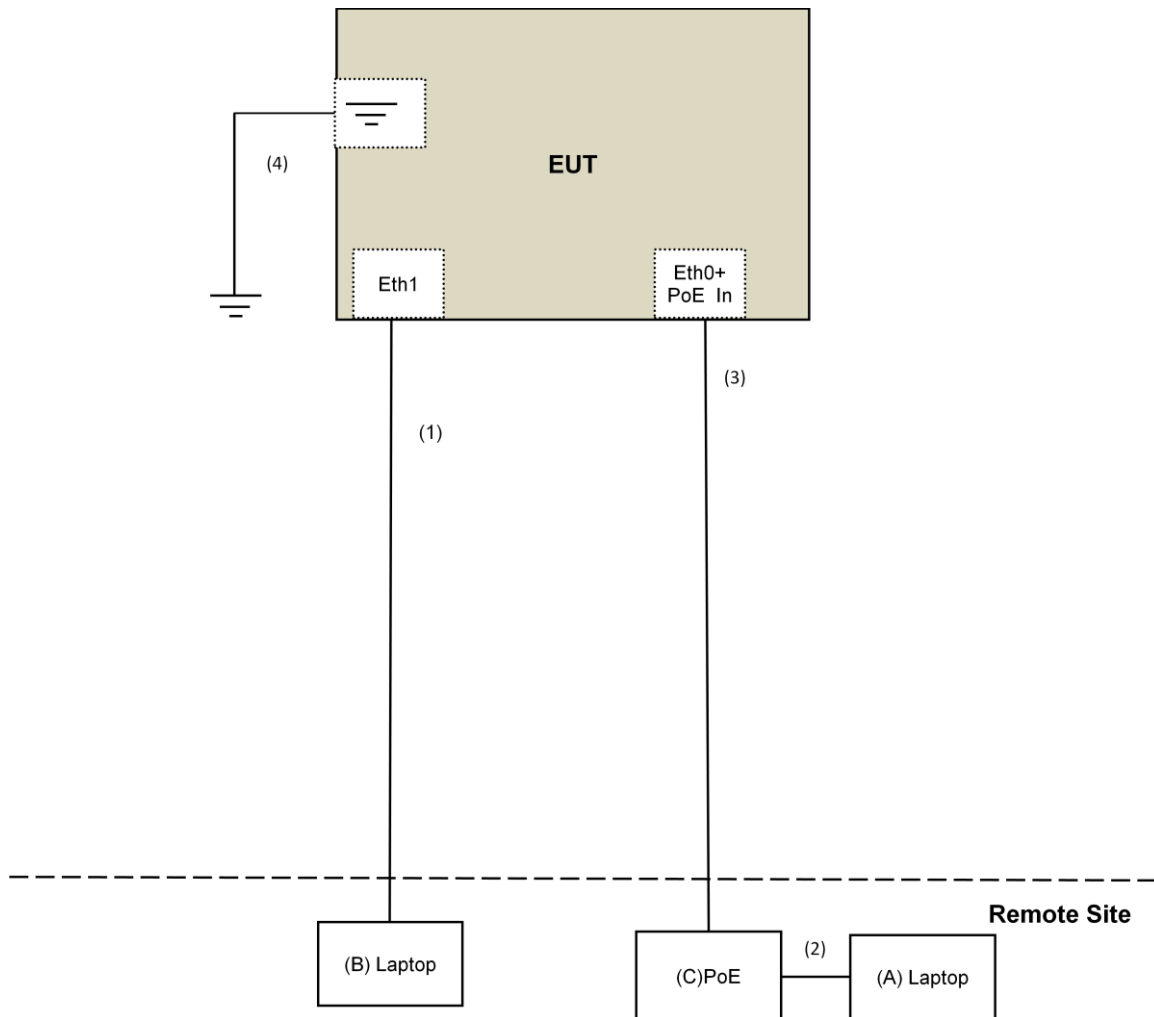 (4)
EUT
Eth1
Eth0+
PoE In
(3)
(1)
Remote Site
(B) Laptop
(C)PoE
(2)
(A) Laptop